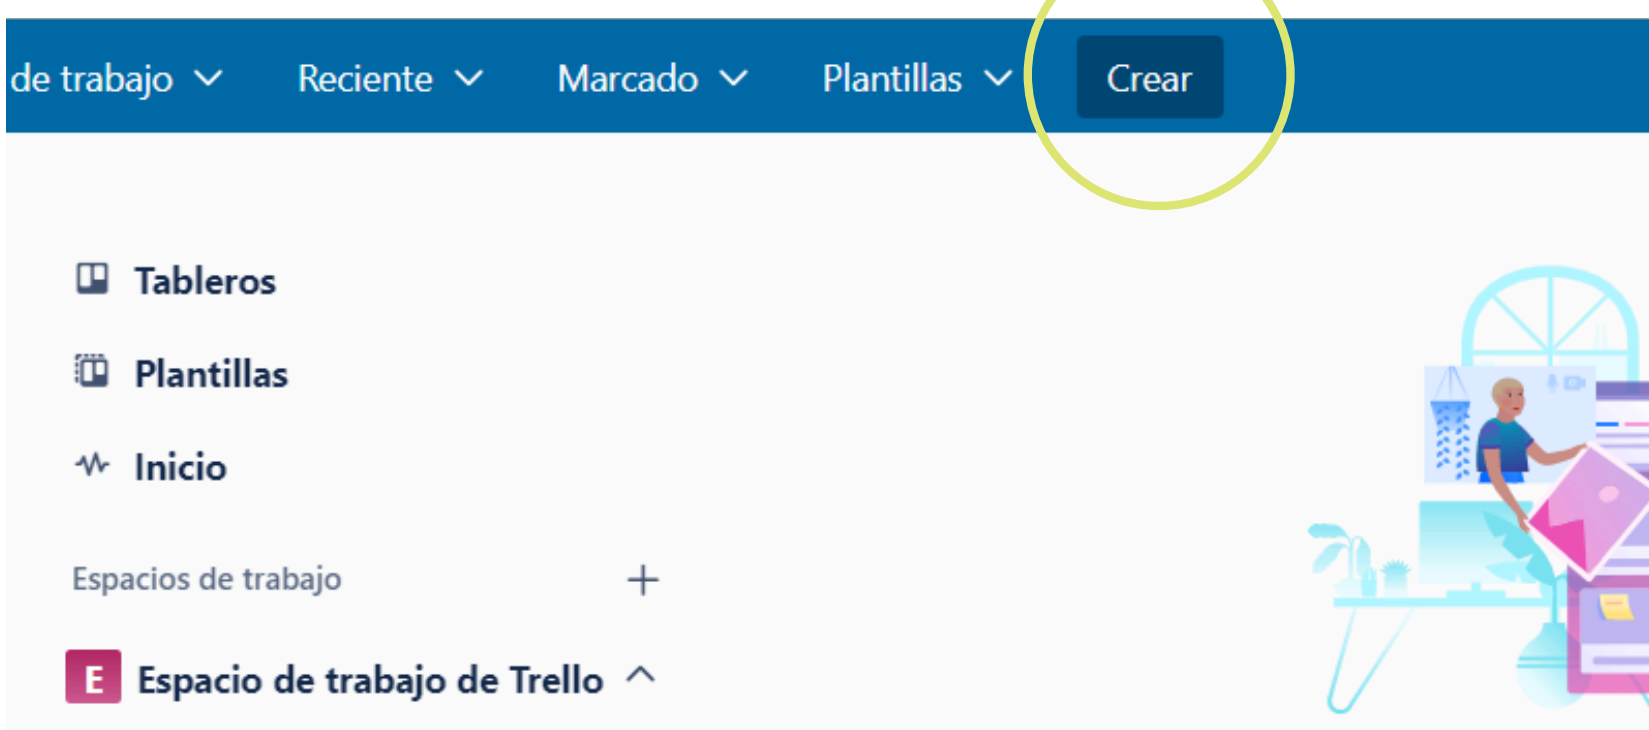 de trabajo Reciente Marcado Plantillas Crear
Tableros
Plantillas
Inicio
Espacios de trabajo
E Espacio de trabajo de Trello